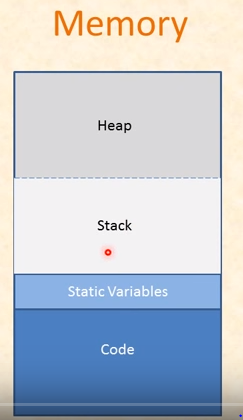 Memory
Heap
Stack
Static Variables
Code